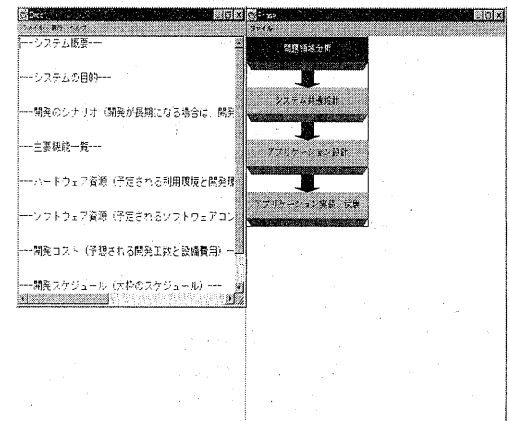 ---システム概要---
---システムの目的---
---開発のシナリオ（開発が長期になる場合は、開発
---主要機能一覧---
---ハードウェア資源（予定される利用環境と開発環
---ソフトウェア資源（予定されるソフトウェアコン
---開発コスト（予想される開発工数と設備費用）--
---開発スケジュール（大枠のスケジュール）---
ファイル
問題領域分析
システム共通設計
アプリケーション設計
アプリケーション実装